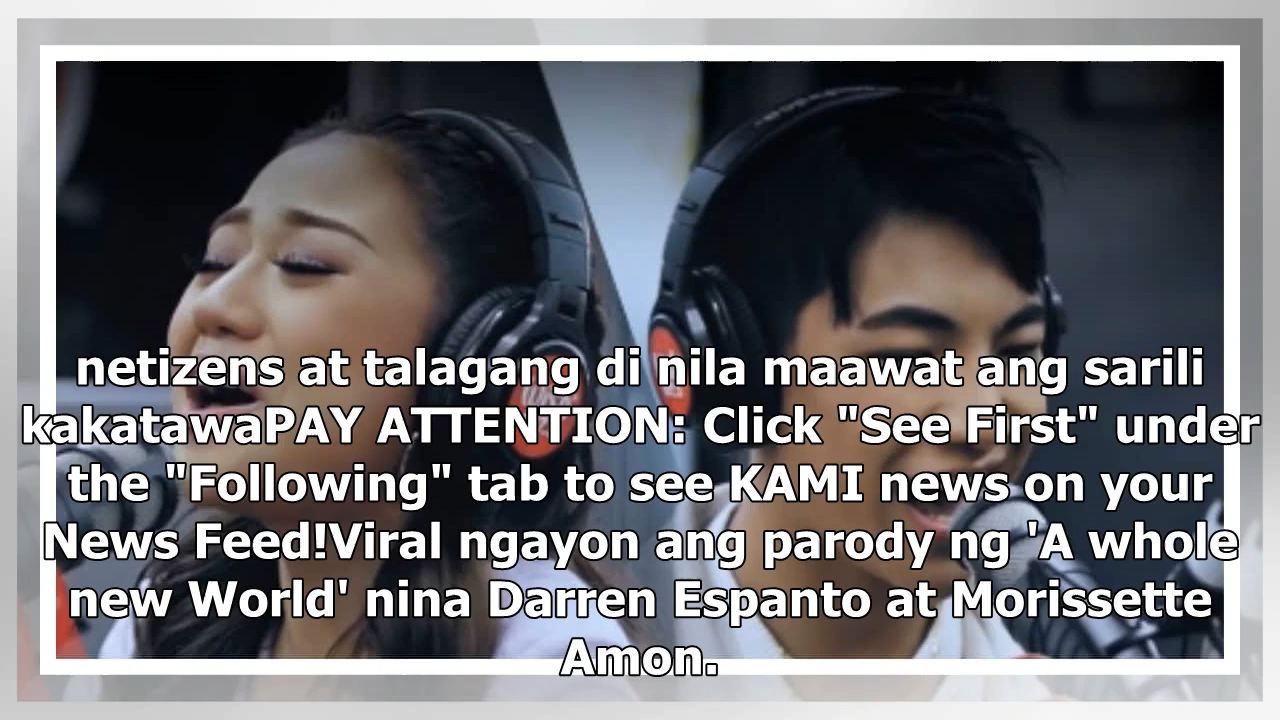 netizens at talagang di nila maawat ang sarili
kakatawaPAY ATTENTION: Click "See First" under
the "Following" tab to see KAMI news on your
News Feed!Viral ngayon ang parody ng 'A whole
new World' nina Darren Espanto at Morissette
Amon.